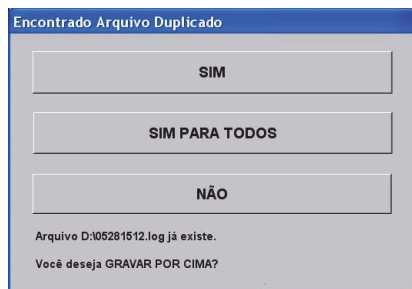 Encontrado Arquivo Duplicado
SIM
SIM PARA TODOS
NÃO
Arquivo D:\05281512.log já existe.
Você deseja GRAVAR POR CIMA?